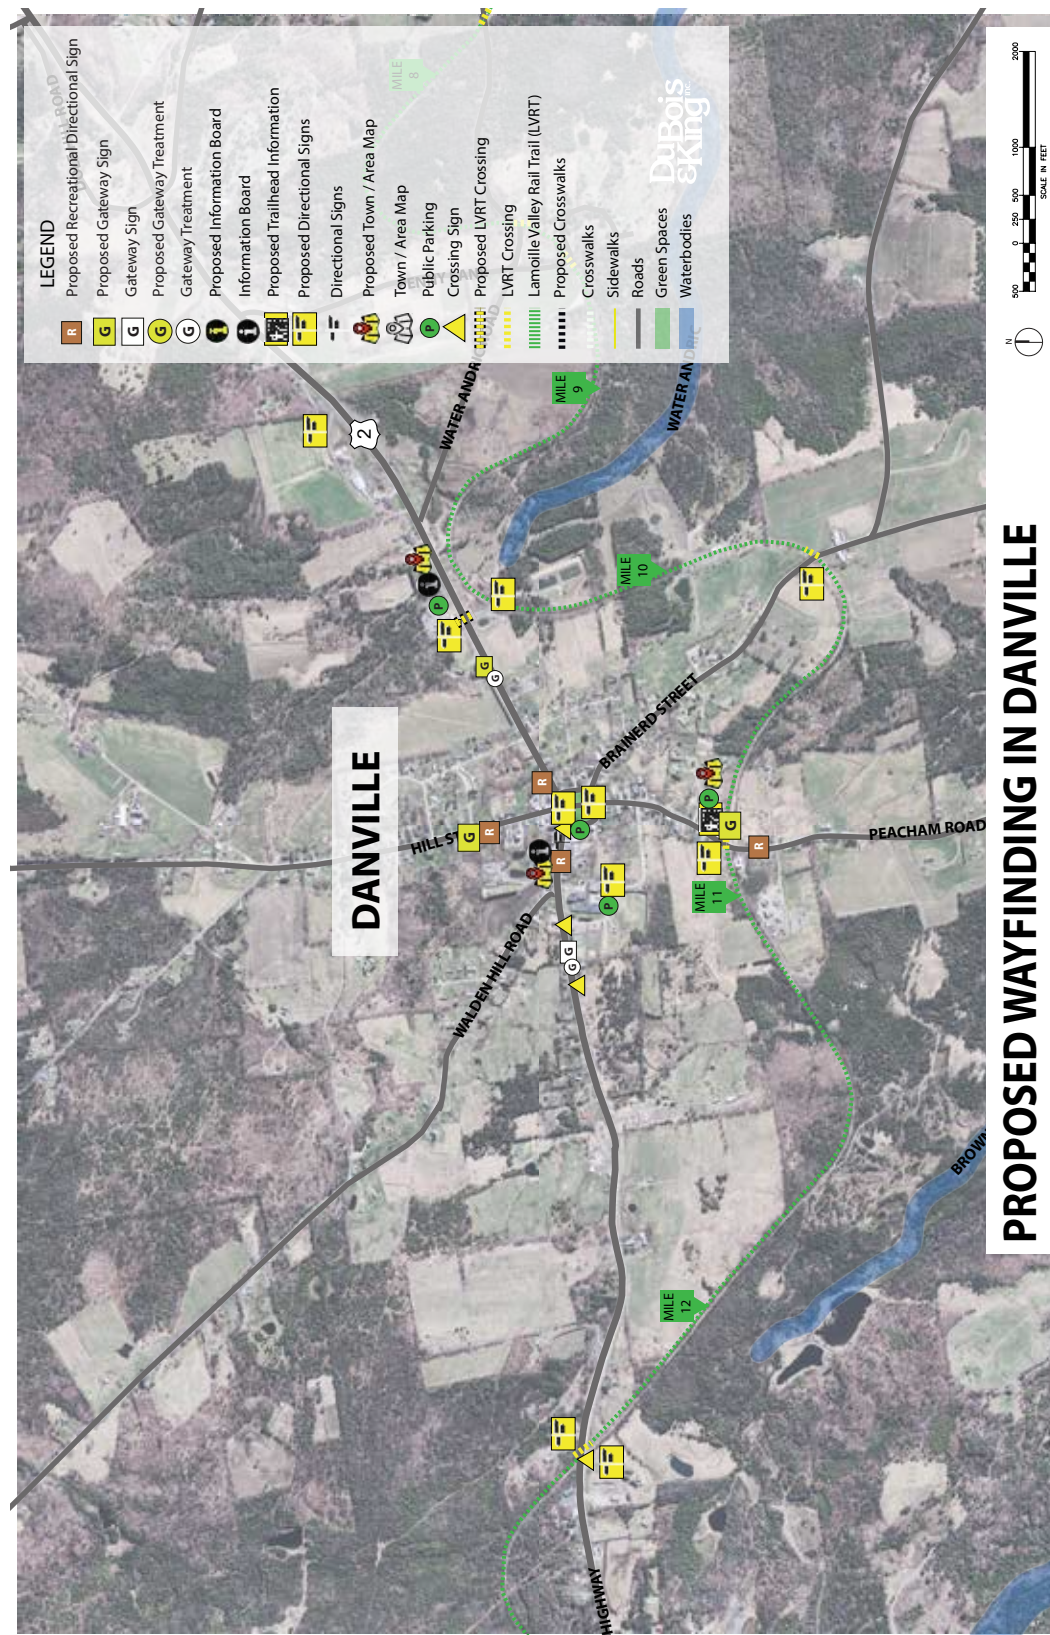 LEGEND
Proposed Recreational Directional Sign
Proposed Gateway Sign
Gateway Sign
Proposed Gateway Treatment
Gateway Treatment
Proposed Information Board
Information Board
Proposed Trailhead Information
Proposed Directional Signs
Directional Signs
Proposed Town / Area Map
Town / Area Map
Public Parking
Crossing Sign
Proposed LVRT Crossing
LVRT Crossing
Lamoille Valley Rail Trail (LVRT)
Proposed Crosswalks
Crosswalks
Sidewalks
Roads
Green Spaces
Waterbodies
R
G
G
G
G
P
DuBois
&King inc.
MILE
8
MILE
9
MILE
10
MILE
11
MILE
12
2
WATER ANDRIC ROAD
WATER ANDRIC
DANVILLE
HILL ST
BRAINERD STREET
WALDEN HILL ROAD
PEACHAM ROAD
HIGHWAY
BROWN
P
G
G
R
G
R
P
R
P
P
G
R
G
G
PROPOSED WAYFINDING IN DANVILLE
N
500
0
250
500
1000
2000
SCALE IN FEET